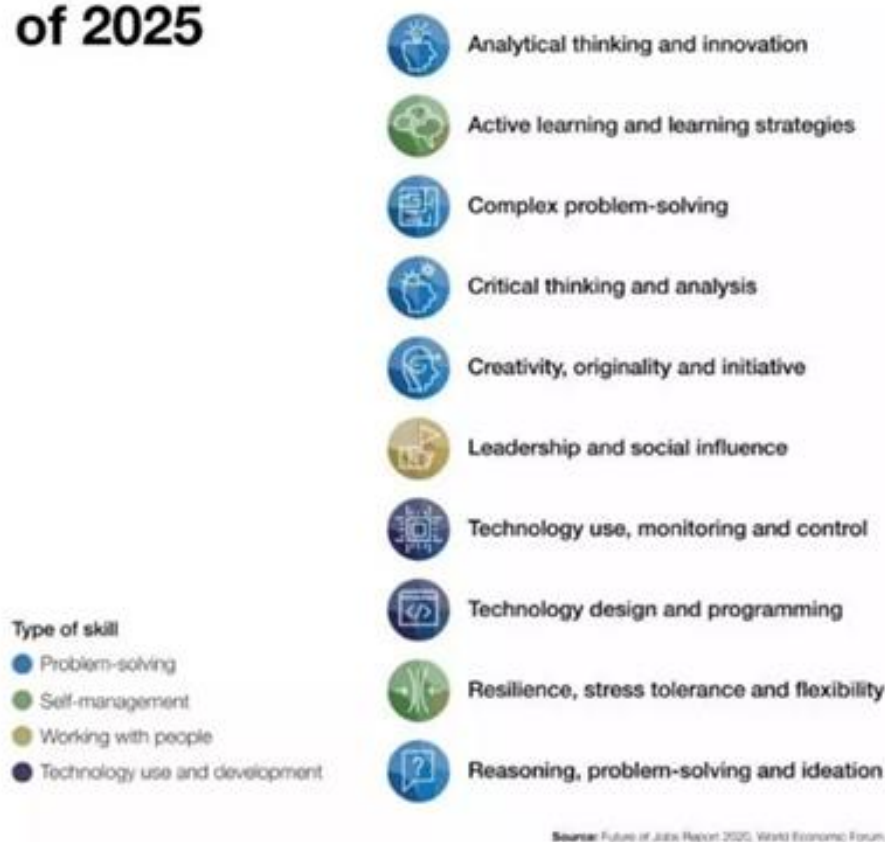 of 2025
Analytical thinking and innovation
Active learning and learning strategies
Complex problem-solving
Critical thinking and analysis
Creativity, originality and initiative
Leadership and social influence
Technology use, monitoring and control
Technology design and programming
Resilience, stress tolerance and flexibility
Reasoning, problem-solving and ideation
Type of skill
Problem-solving
Self-management
Working with people
Technology use and development
Source: Future of Jobs Report 2020, World Economic Forum